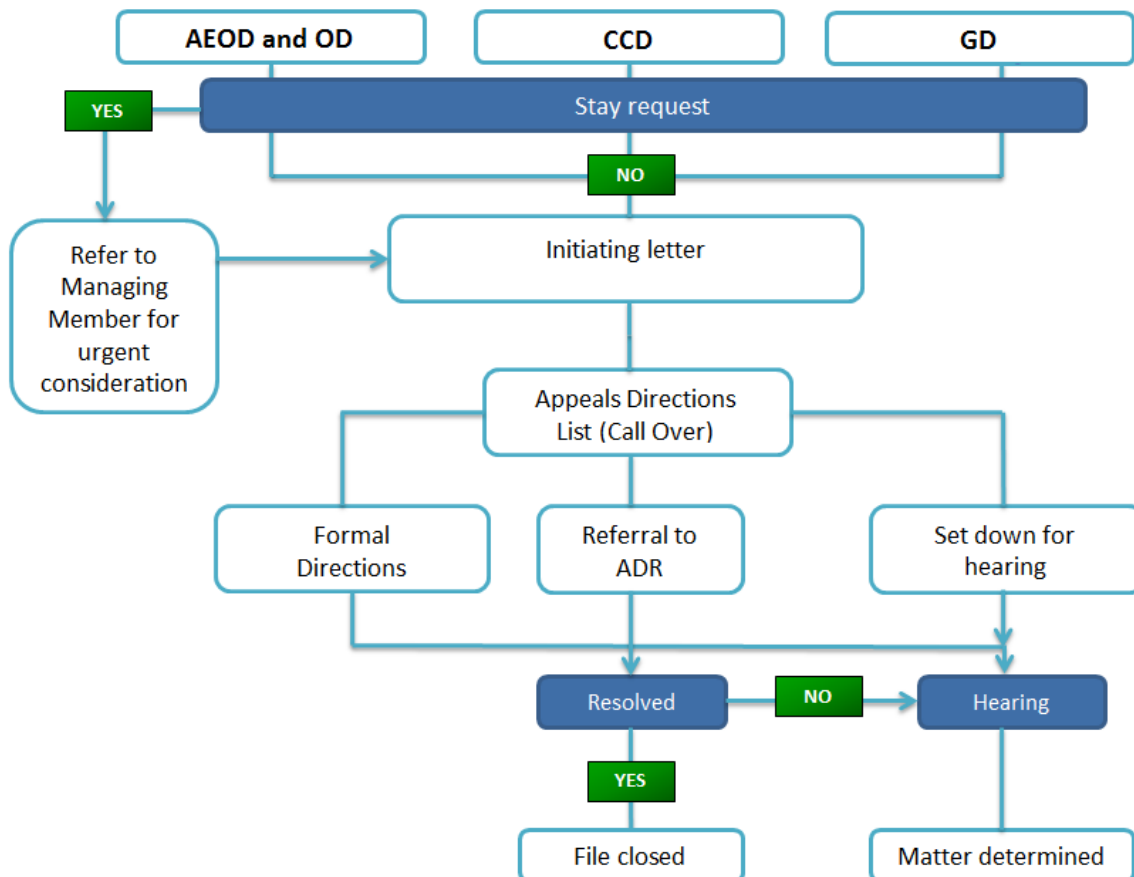 AEOD and OD
CCD
GD
Stay request
YES
NO
Refer to
Managing
Member for
urgent
consideration
Initiating letter
Appeals Directions
List (Call Over)
Formal
Directions
Referral to
ADR
Set down for
hearing
Resolved
NO
Hearing
YES
File closed
Matter determined